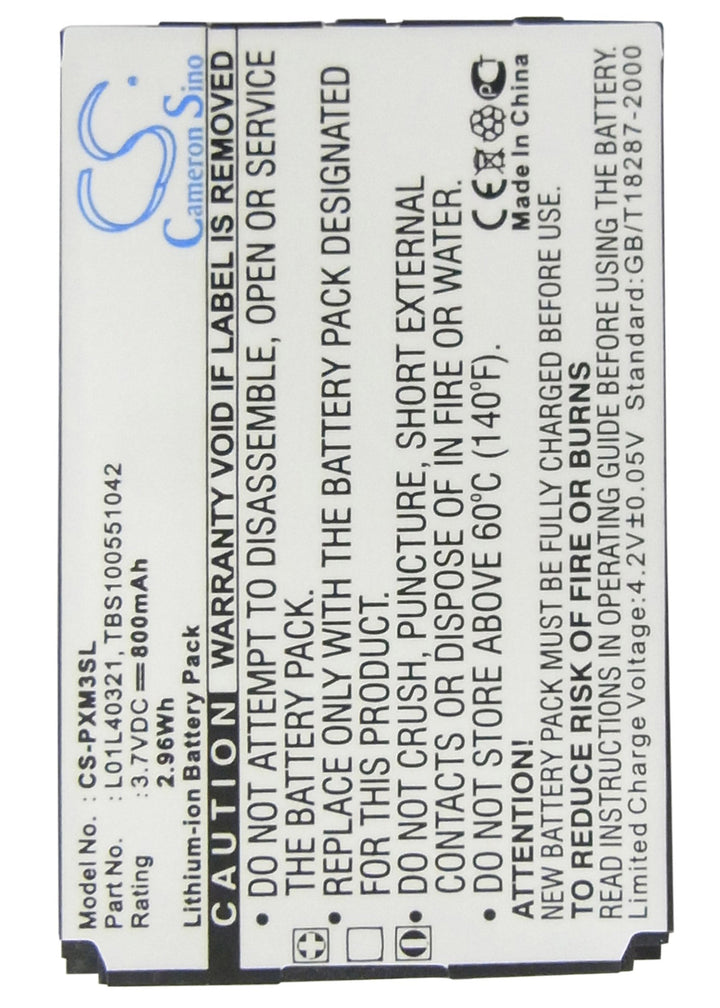 CS
Cameron Sino
Model No. : CS-PXM3SL
Part No. : L01L40321, TBS100551042
Rating : 3.7VDC 800mAh
2.96Wh
Lithium-ion Battery Pack
CAUTION WARRANTY VOID IF LABEL IS REMOVED
• DO NOT ATTEMPT TO DISASSEMBLE, OPEN OR SERVICE
THE BATTERY PACK.
• REPLACE ONLY WITH THE BATTERY PACK DESIGNATED
FOR THIS PRODUCT.
• DO NOT CRUSH, PUNCTURE, SHORT EXTERNAL
CONTACTS OR DISPOSE OF IN FIRE OR WATER.
• DO NOT STORE ABOVE 60°C (140°F).
CE PCT
Made In China
ATTENTION!
NEW BATTERY PACK MUST BE FULLY CHARGED BEFORE USE.
TO REDUCE RISK OF FIRE OR BURNS
READ INSTRUCTIONS IN OPERATING GUIDE BEFORE USING THE BATTERY.
Limited Charge Voltage:4.2V±0.05V Standard:GB/T18287-2000